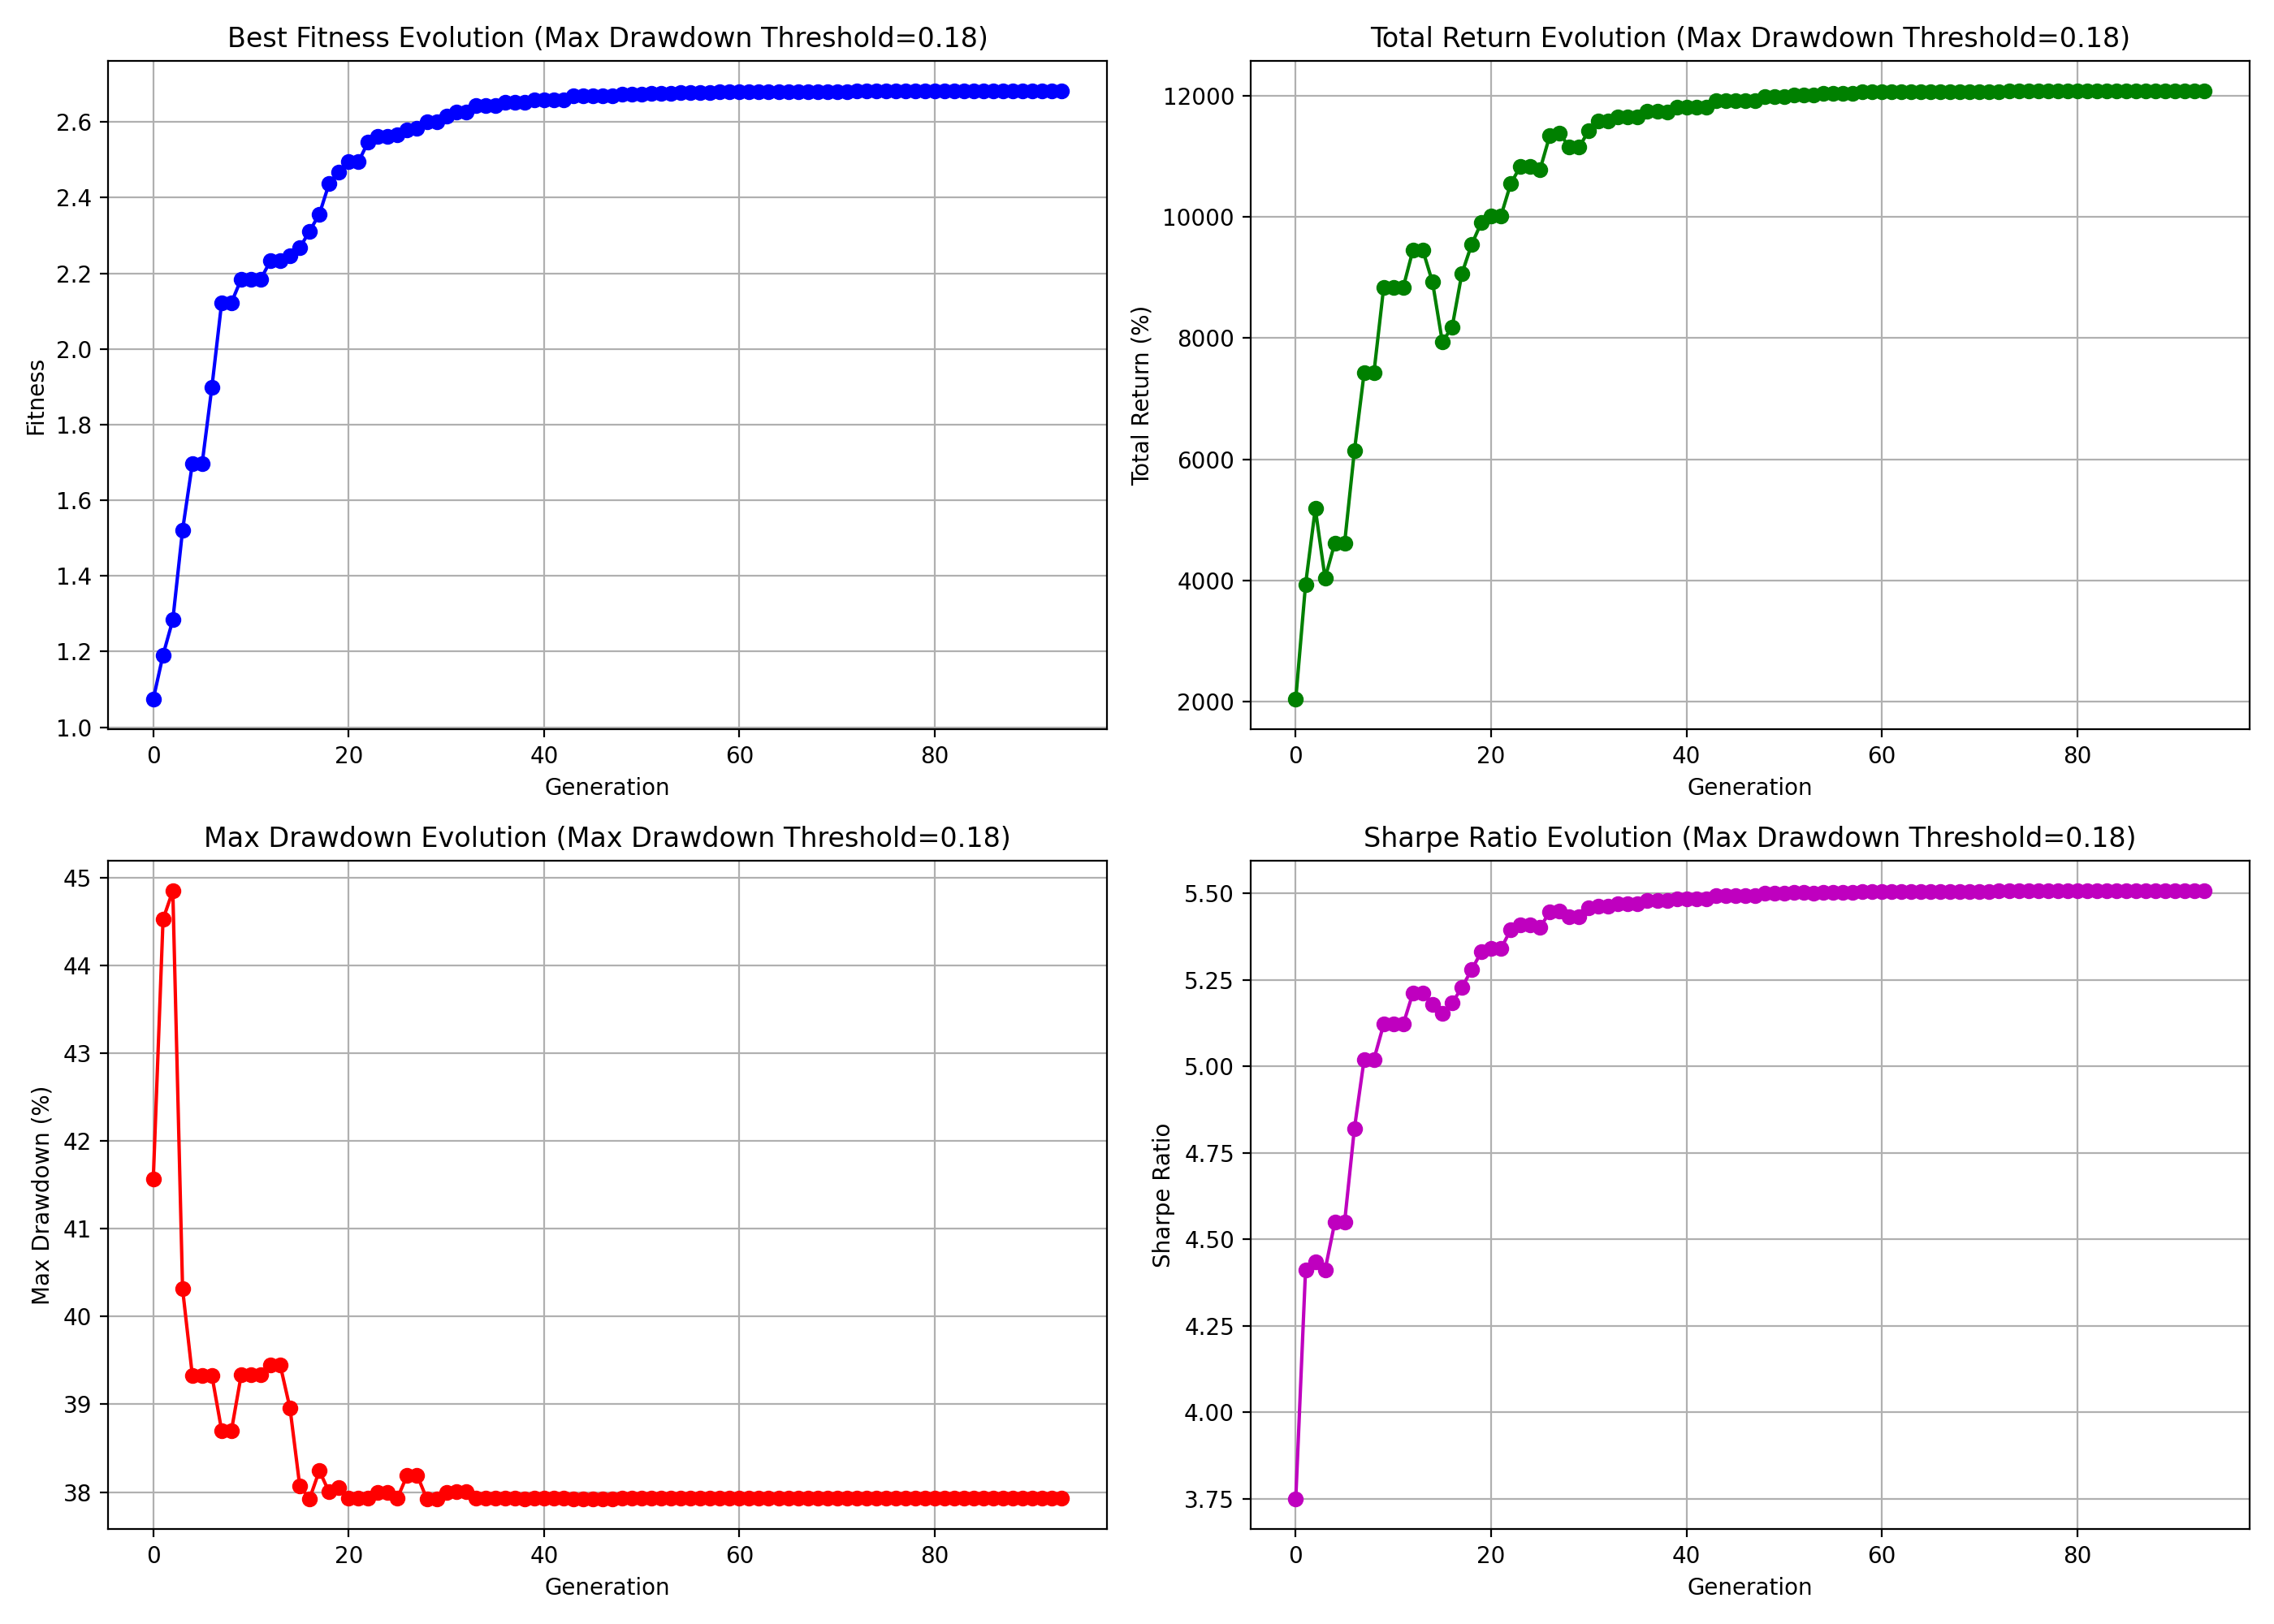 Best Fitness Evolution (Max Drawdown Threshold=0.18)
Fitness
2.6
2.4
2.2
2.0
1.8
1.6
1.4
1.2
1.0
0 20 40 60 80
Generation
Total Return Evolution (Max Drawdown Threshold=0.18)
Total Return (%)
12000
10000
8000
6000
4000
2000
0 20 40 60 80
Generation
Max Drawdown Evolution (Max Drawdown Threshold=0.18)
Max Drawdown (%)
45
44
43
42
41
40
39
38
0 20 40 60 80
Generation
Sharpe Ratio Evolution (Max Drawdown Threshold=0.18)
Sharpe Ratio
5.50
5.25
5.00
4.75
4.50
4.25
4.00
3.75
0 20 40 60 80
Generation